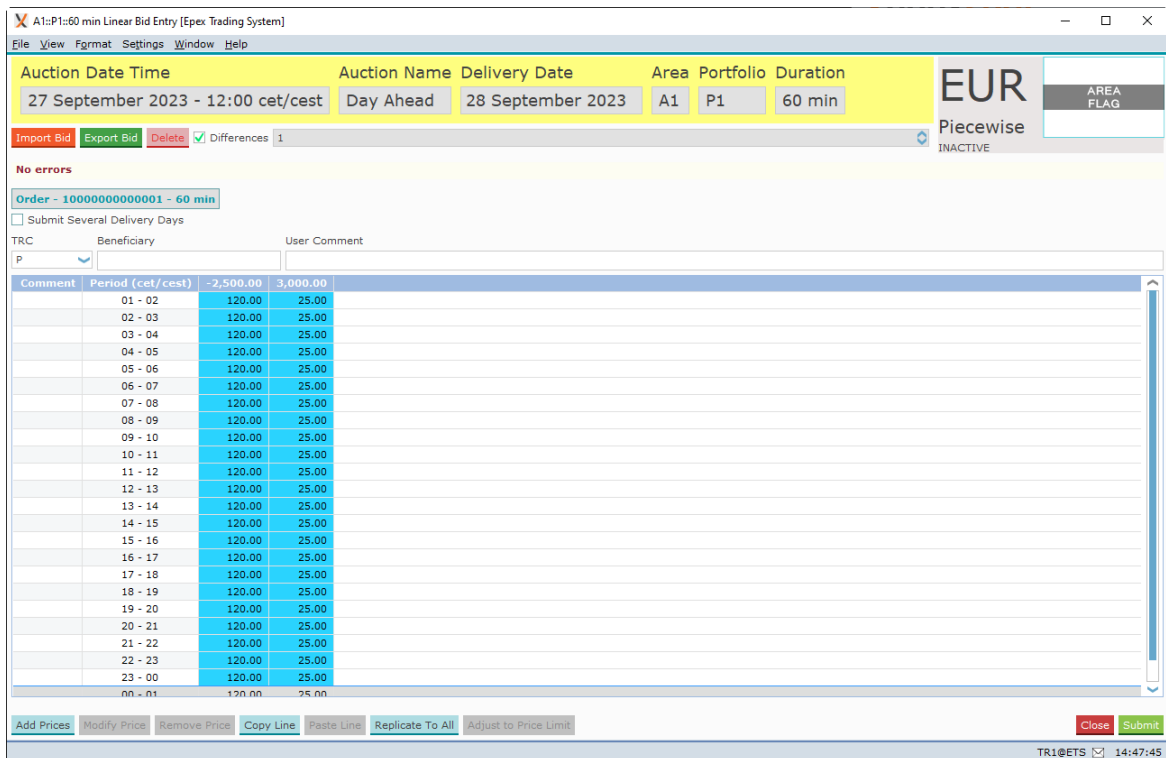 A1::P1::60 min Linear Bid Entry [Epex Trading System]
File View Format Settings Window Help
Auction Date Time Auction Name Delivery Date Area Portfolio Duration
27 September 2023 - 12:00 cet/cest Day Ahead 28 September 2023 A1 P1 60 min
EUR
Piecewise
INACTIVE
AREA
FLAG
Import Bid Export Bid Delete Differences 1
No errors
Order - 10000000000001 - 60 min
Submit Several Delivery Days
TRC Beneficiary User Comment
P
Comment Period (cet/cest) -2,500.00 3,000.00
01 - 02 120.00 25.00
02 - 03 120.00 25.00
03 - 04 120.00 25.00
04 - 05 120.00 25.00
05 - 06 120.00 25.00
06 - 07 120.00 25.00
07 - 08 120.00 25.00
08 - 09 120.00 25.00
09 - 10 120.00 25.00
10 - 11 120.00 25.00
11 - 12 120.00 25.00
12 - 13 120.00 25.00
13 - 14 120.00 25.00
14 - 15 120.00 25.00
15 - 16 120.00 25.00
16 - 17 120.00 25.00
17 - 18 120.00 25.00
18 - 19 120.00 25.00
19 - 20 120.00 25.00
20 - 21 120.00 25.00
21 - 22 120.00 25.00
22 - 23 120.00 25.00
23 - 00 120.00 25.00
00 - 01 120.00 25.00
Add Prices Modify Price Remove Price Copy Line Paste Line Replicate To All Adjust to Price Limit Close Submit
TR1@ETS 14:47:45